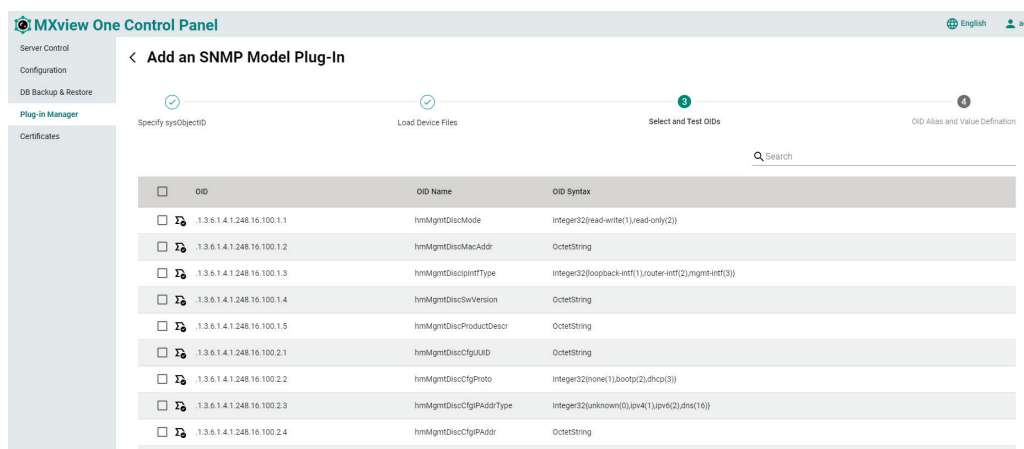 MXview One Control Panel
English
Server Control
Configuration
DB Backup & Restore
Plug-in Manager
Certificates
Add an SNMP Model Plug-In
3
4
Specify sysObjectID
Load Device Files
Select and Test OIDs
OID Alias and Value Defination
Search
OID OID Name OID Syntax
.1.3.6.1.4.1.248.16.100.1.1 hmMgmtDiscMode Integer32{read-write(1),read-only(2)}
.1.3.6.1.4.1.248.16.100.1.2 hmMgmtDiscMacAddr OctetString
.1.3.6.1.4.1.248.16.100.1.3 hmMgmtDiscIpIntfType Integer32{loopback-intf(1),router-intf(2),mgmt-intf(3)}
.1.3.6.1.4.1.248.16.100.1.4 hmMgmtDiscSwVersion OctetString
.1.3.6.1.4.1.248.16.100.1.5 hmMgmtDiscProductDescr OctetString
.1.3.6.1.4.1.248.16.100.2.1 hmMgmtDiscCfgUUID OctetString
.1.3.6.1.4.1.248.16.100.2.2 hmMgmtDiscCfgProto Integer32{none(1),bootp(2),dhcp(3)}
.1.3.6.1.4.1.248.16.100.2.3 hmMgmtDiscCfgIPAddrType Integer32{unknown(0),ipv4(1),ipv6(2),dns(16)}
.1.3.6.1.4.1.248.16.100.2.4 hmMgmtDiscCfgIPAddr OctetString